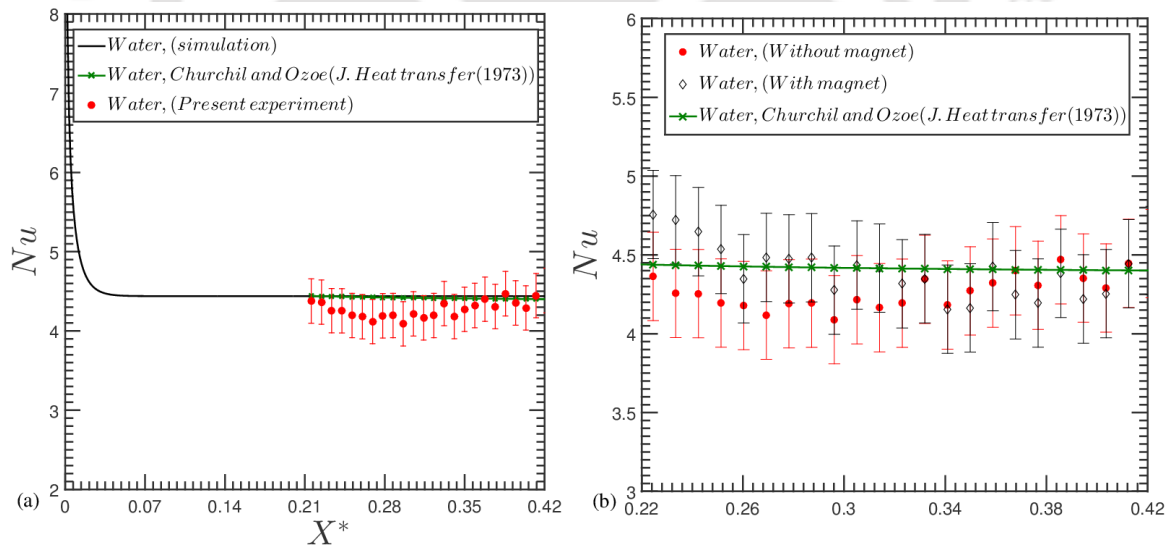 8
Water, (simulation)
Water, Churchil and Ozoe(J. Heat transfer(1973))
Water, (Present experiment)
6
Nu
4
2
(a)
0
0.07
0.14
0.21
0.28
0.35
0.42
X*
6
Water, (Without magnet)
Water, (With magnet)
Water, Churchil and Ozoe(J. Heat transfer(1973))
5.5
5
4.5
Nu
4
3.5
3
(b)
0.22
0.26
0.3
0.34
0.38
0.42